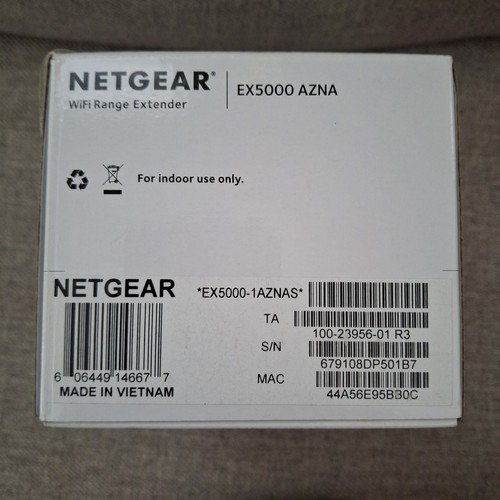 NETGEAR® | EX5000 AZNA
WiFi Range Extender
For indoor use only.
NETGEAR
*EX5000-1AZNAS*
TA
100-23956-01 R3
S/N
679108DP501B7
MAC
44A56E95BB0C
6 06449 14667 7
MADE IN VIETNAM